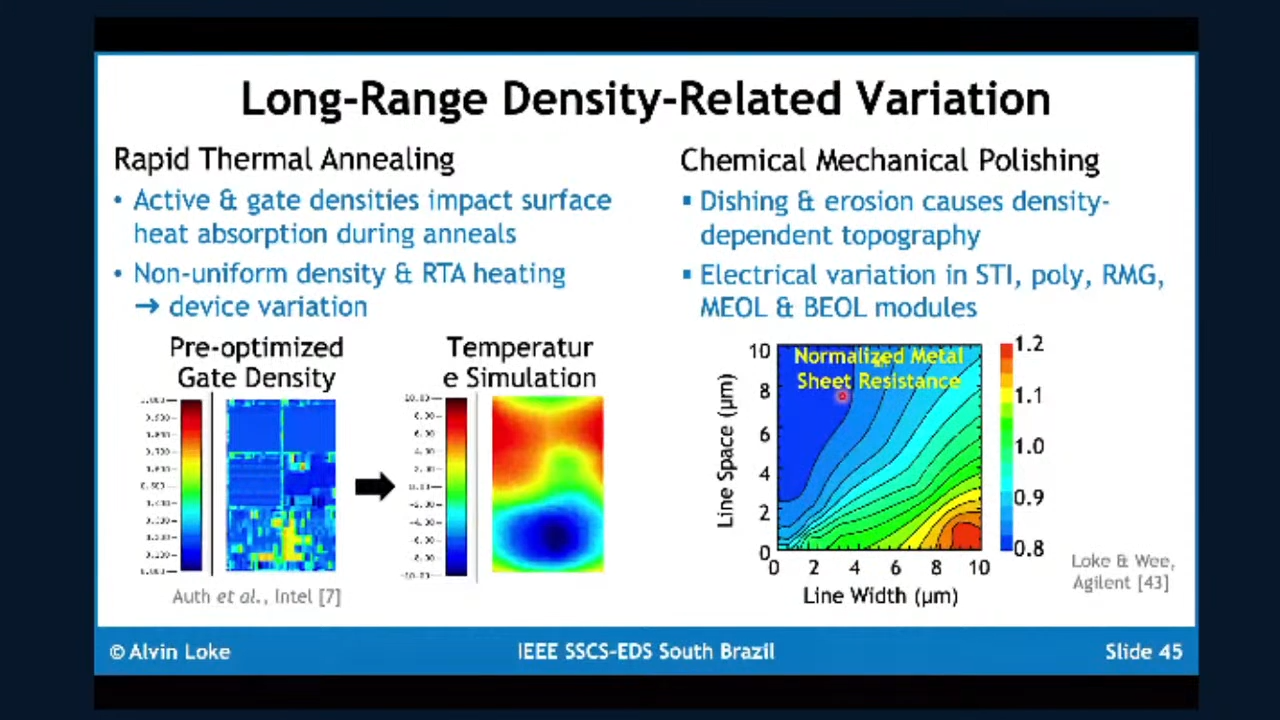 Long-Range Density-Related Variation
Rapid Thermal Annealing
• Active & gate densities impact surface
heat absorption during anneals
• Non-uniform density & RTA heating
→ device variation
Pre-optimized
Gate Density
Temperatur
e Simulation
10.00
Auth et al., Intel [7]
Chemical Mechanical Polishing
▪ Dishing & erosion causes density-
dependent topography
▪ Electrical variation in STI, poly, RMG,
MEOL & BEOL modules
Normalized Metal
Sheet Resistance
Line Space (μm)
10
8
6
4
2
0
0 2 4 6 8 10
Line Width (μm)
1.2
1.1
1.0
0.9
0.8
Loke & Wee,
Agilent [43]
© Alvin Loke
IEEE SSCS-EDS South Brazil
Slide 45